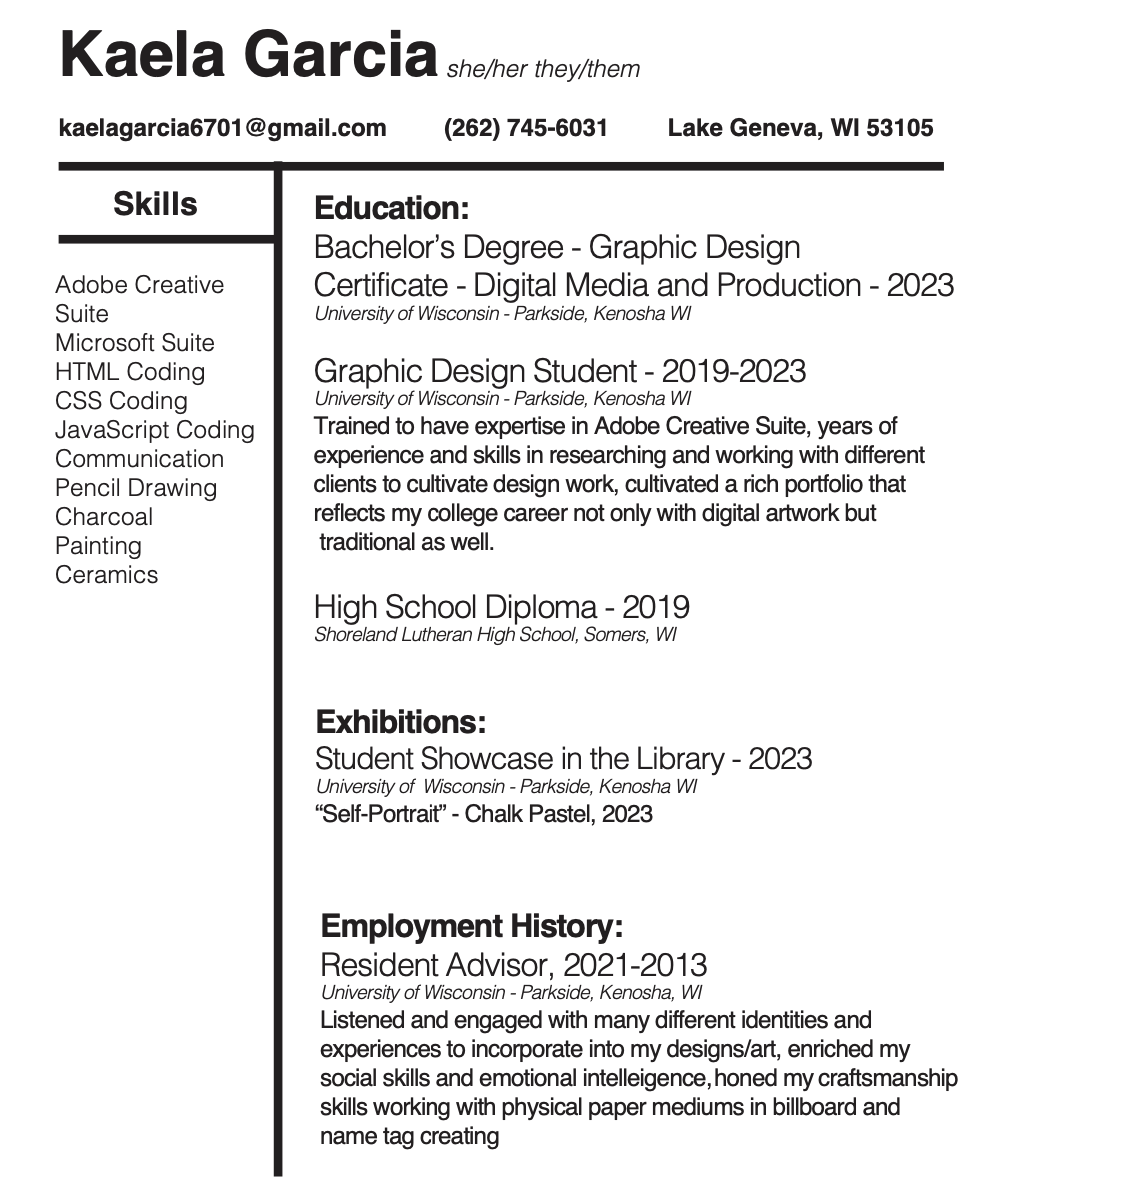 Kaela Garcia she/her they/them
kaelagarcia6701@gmail.com (262) 745-6031 Lake Geneva, WI 53105
Skills
Adobe Creative
Suite
Microsoft Suite
HTML Coding
CSS Coding
JavaScript Coding
Communication
Pencil Drawing
Charcoal
Painting
Ceramics
Education:
Bachelor’s Degree - Graphic Design
Certificate - Digital Media and Production - 2023
University of Wisconsin - Parkside, Kenosha WI
Graphic Design Student - 2019-2023
University of Wisconsin - Parkside, Kenosha WI
Trained to have expertise in Adobe Creative Suite, years of
experience and skills in researching and working with different
clients to cultivate design work, cultivated a rich portfolio that
reflects my college career not only with digital artwork but
traditional as well.
High School Diploma - 2019
Shoreland Lutheran High School, Somers, WI
Exhibitions:
Student Showcase in the Library - 2023
University of Wisconsin - Parkside, Kenosha WI
“Self-Portrait” - Chalk Pastel, 2023
Employment History:
Resident Advisor, 2021-2013
University of Wisconsin - Parkside, Kenosha, WI
Listened and engaged with many different identities and
experiences to incorporate into my designs/art, enriched my
social skills and emotional intelleigence, honed my craftsmanship
skills working with physical paper mediums in billboard and
name tag creating